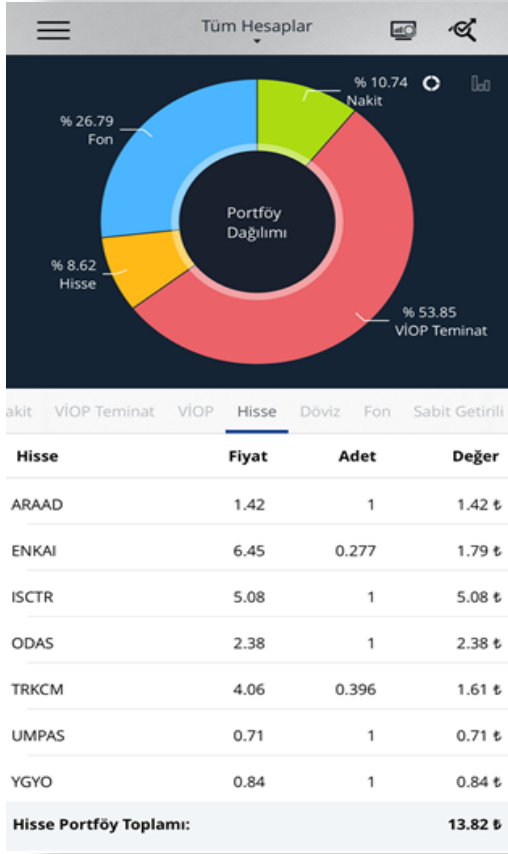 Tüm Hesaplar
% 10.74
Nakit
% 26.79
Fon
Portföy
Dağılımı
% 8.62
Hisse
% 53.85
VİOP Teminat
akit VİOP Teminat VİOP Hisse Döviz Fon Sabit Getirili
Hisse Fiyat Adet Değer
ARAAD 1.42 1 1.42 ₺
ENKAI 6.45 0.277 1.79 ₺
ISCTR 5.08 1 5.08 ₺
ODAS 2.38 1 2.38 ₺
TRKCM 4.06 0.396 1.61 ₺
UMPAS 0.71 1 0.71 ₺
YGYO 0.84 1 0.84 ₺
Hisse Portföy Toplamı: 13.82 ₺